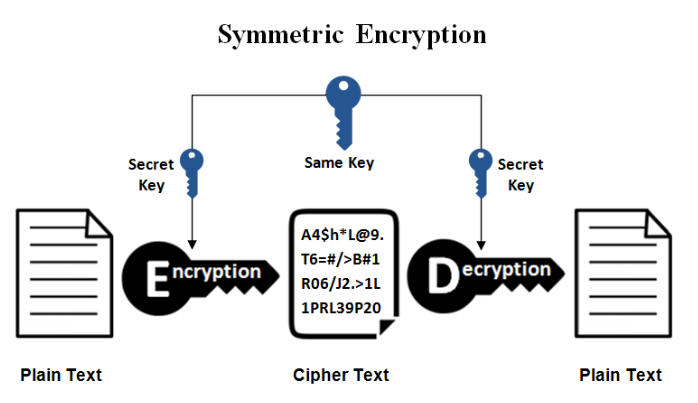 Symmetric Encryption
Secret
Key
Same Key
Secret
Key
Encryption
A4$h*L@9.
T6=#/>B#1
R06/J2.>1L
1PRL39P20
Decryption
Plain Text
Cipher Text
Plain Text